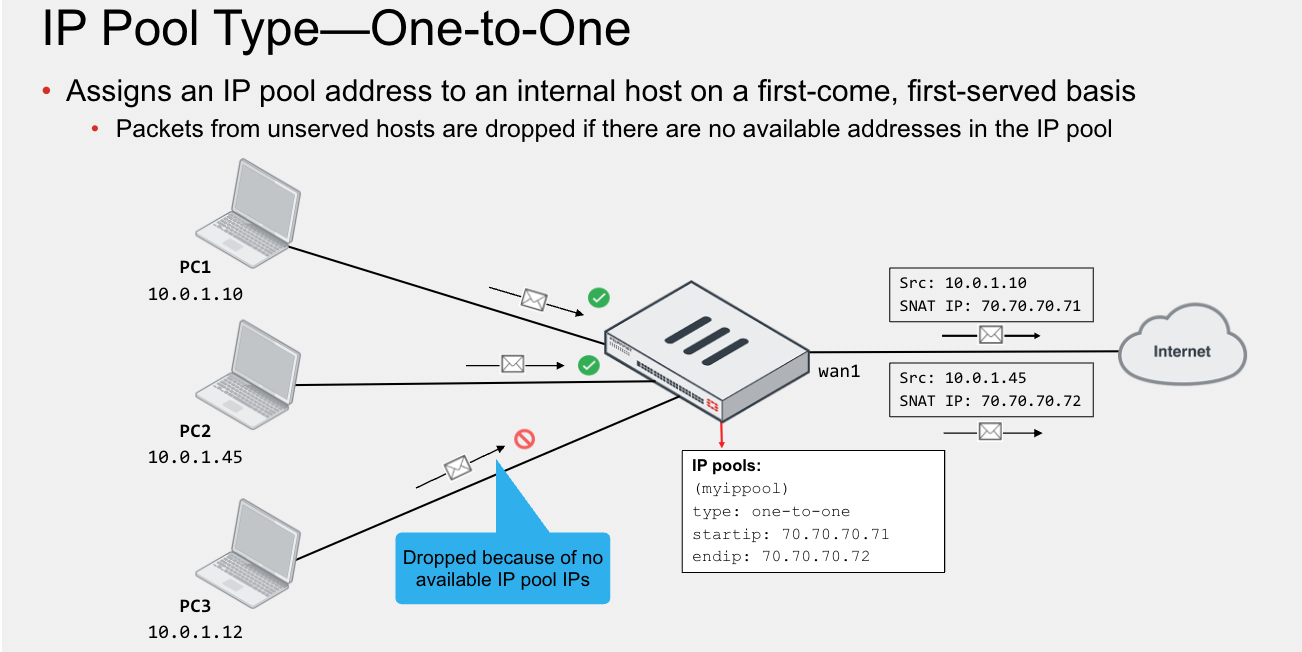 IP Pool Type—One-to-One
• Assigns an IP pool address to an internal host on a first-come, first-served basis
• Packets from unserved hosts are dropped if there are no available addresses in the IP pool
PC1
10.0.1.10
PC2
10.0.1.45
PC3
10.0.1.12
Dropped because of no
available IP pool IPs
wan1
Src: 10.0.1.10
SNAT IP: 70.70.70.71
Src: 10.0.1.45
SNAT IP: 70.70.70.72
Internet
IP pools:
(myippool)
type: one-to-one
startip: 70.70.70.71
endip: 70.70.70.72